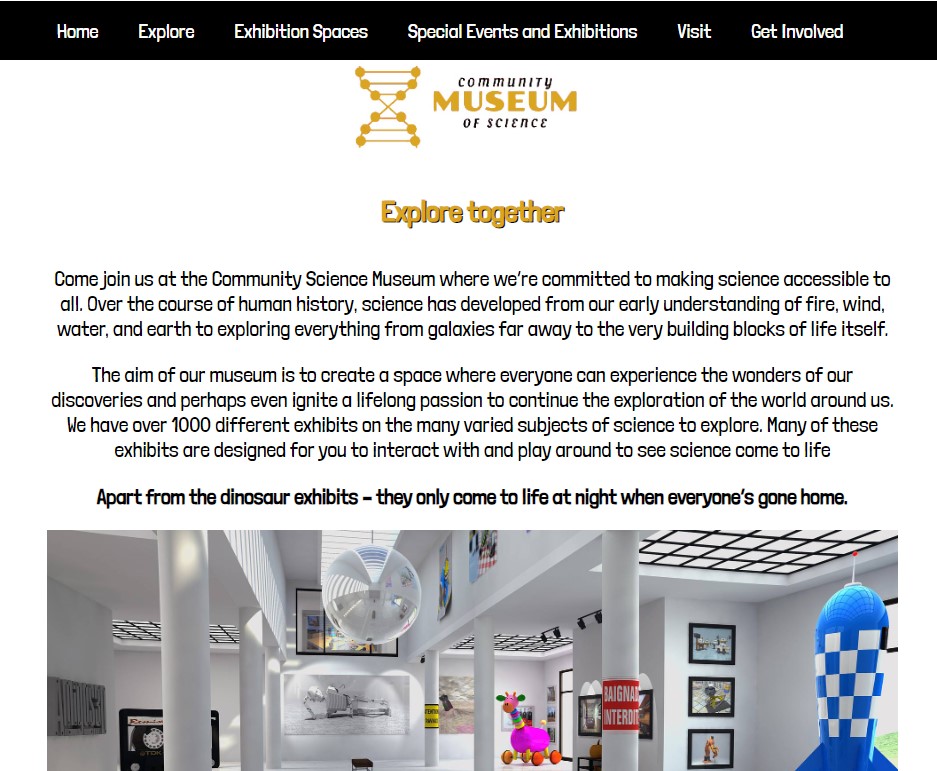 Home Explore Exhibition Spaces Special Events and Exhibitions Visit Get Involved
COMMUNITY
MUSEUM
OF SCIENCE
Explore together
Come join us at the Community Science Museum where we're committed to making science accessible to
all. Over the course of human history, science has developed from our early understanding of fire, wind,
water, and earth to exploring everything from galaxies far away to the very building blocks of life itself.
The aim of our museum is to create a space where everyone can experience the wonders of our
discoveries and perhaps even ignite a lifelong passion to continue the exploration of the world around us.
We have over 1000 different exhibits on the many varied subjects of science to explore. Many of these
exhibits are designed for you to interact with and play around to see science come to life
Apart from the dinosaur exhibits – they only come to life at night when everyone's gone home.
BAIGNAD
INTERDIT
TDK